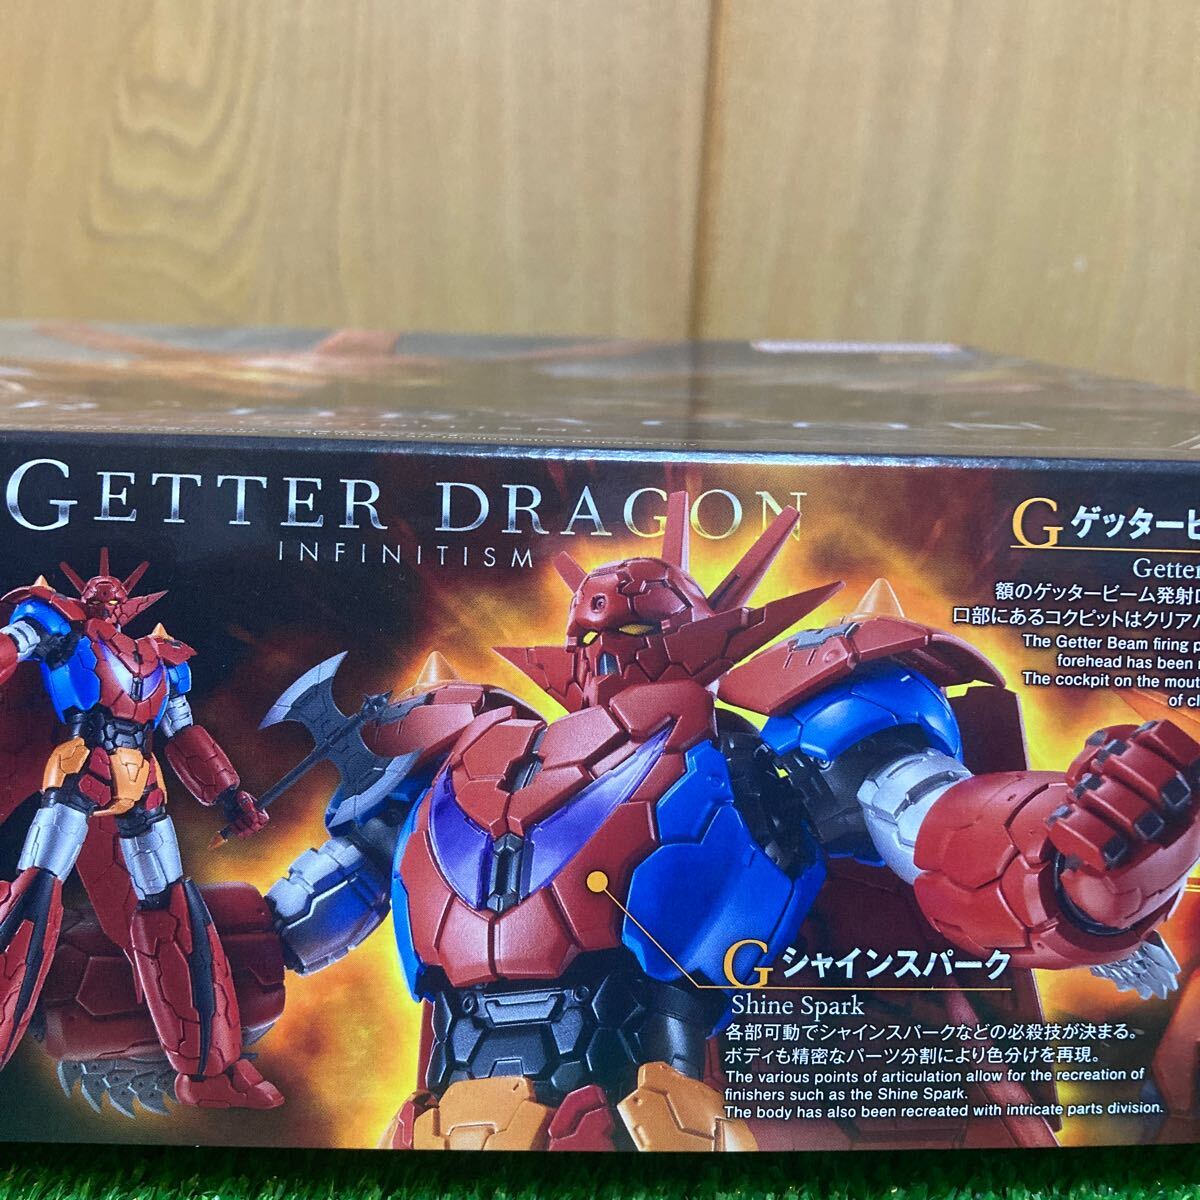 GETTER DRAGON
INFINITISM
G ゲッタービ
Getter
額のゲッタービーム発射口
口部にあるコクピットはクリアパ
The Getter Beam firing p
forehead has been
The cockpit on the mout
of cl
G シャインスパーク
Shine Spark
各部可動でシャインスパークなどの必殺技が決まる。
ボディも精密なパーツ分割により色分けを再現。
The various points of articulation allow for the recreation of
finishers such as the Shine Spark.
The body has also been recreated with intricate parts division.